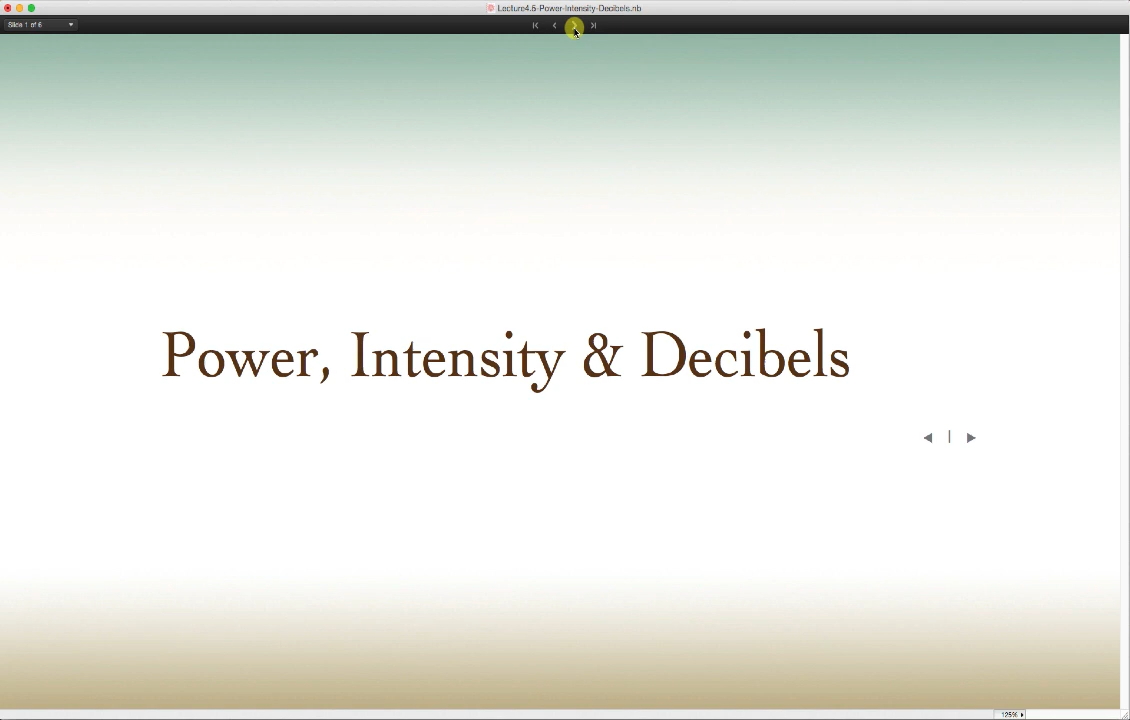 Lecture4.5-Power-Intensity-Decibels.nb
Slide 1 of 6
Power, Intensity & Decibels
125%